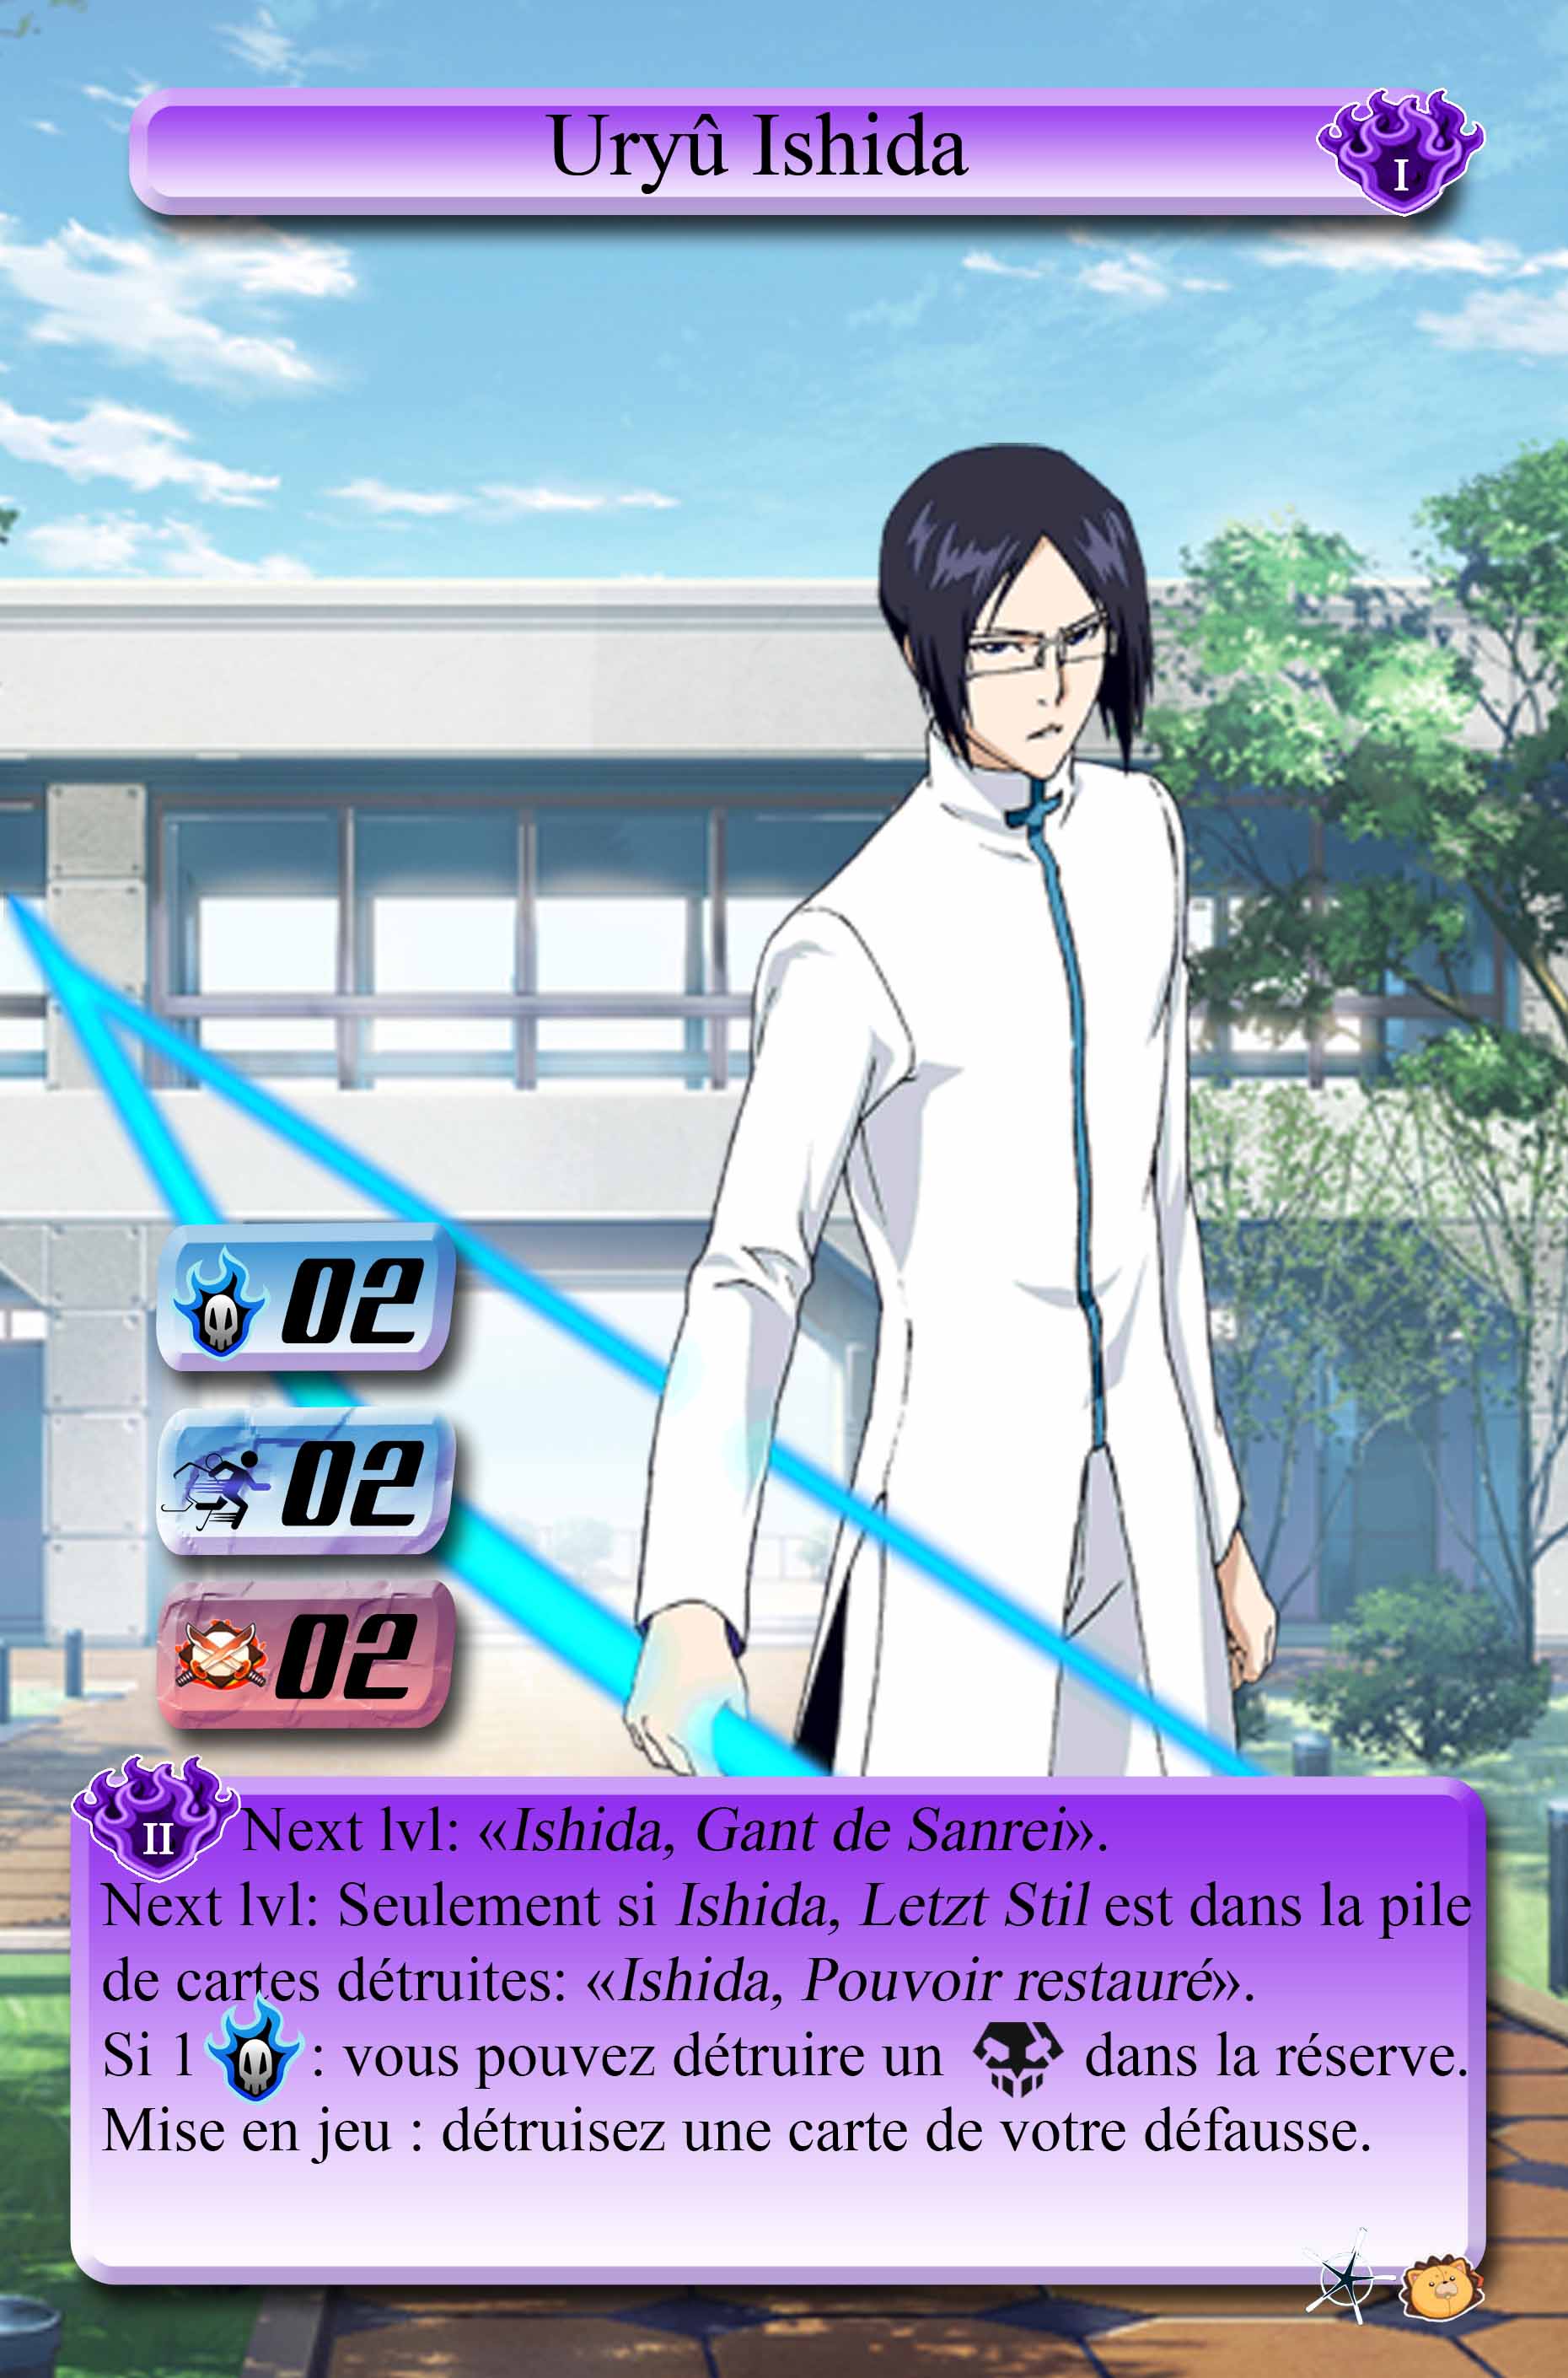 Uryû Ishida
I
02
02
02
II
Next lvl: «Ishida, Gant de Sanrei».
Next lvl: Seulement si Ishida, Letzt Stil est dans la pile
de cartes détruites: «Ishida, Pouvoir restauré».
Si 1 : vous pouvez détruire un dans la réserve.
Mise en jeu : détruisez une carte de votre défausse.